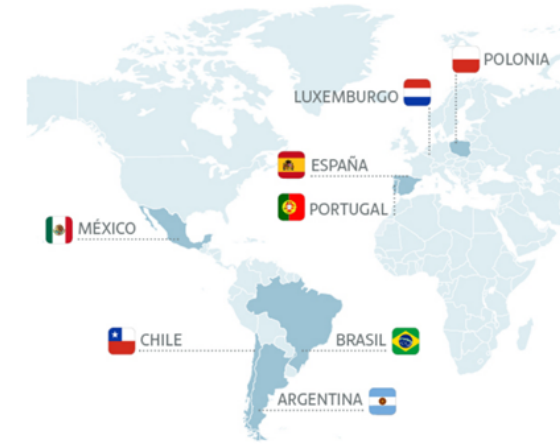 POLONIA
LUXEMBURGO
ESPAÑA
PORTUGAL
MÉXICO
CHILE
BRASIL
ARGENTINA